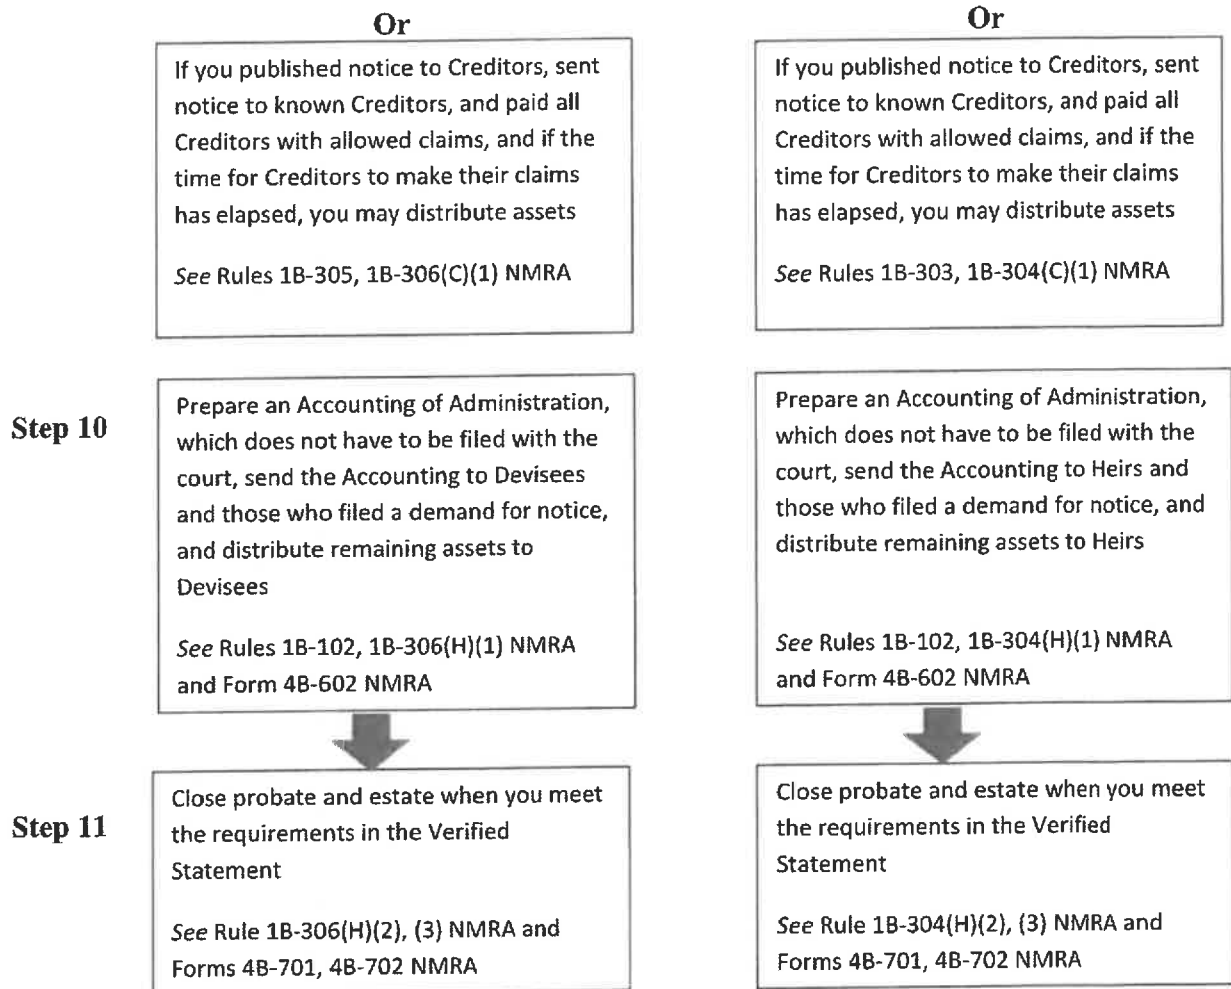 Or
If you published notice to Creditors, sent
notice to known Creditors, and paid all
Creditors with allowed claims, and if the
time for Creditors to make their claims
has elapsed, you may distribute assets
See Rules 1B-305, 1B-306(C)(1) NMRA
Or
If you published notice to Creditors, sent
notice to known Creditors, and paid all
Creditors with allowed claims, and if the
time for Creditors to make their claims
has elapsed, you may distribute assets
See Rules 1B-303, 1B-304(C)(1) NMRA
Step 10
Prepare an Accounting of Administration,
which does not have to be filed with the
court, send the Accounting to Devisees
and those who filed a demand for notice,
and distribute remaining assets to
Devisees
See Rules 1B-102, 1B-306(H)(1) NMRA
and Form 4B-602 NMRA
Prepare an Accounting of Administration,
which does not have to be filed with the
court, send the Accounting to Heirs and
those who filed a demand for notice, and
distribute remaining assets to Heirs
See Rules 1B-102, 1B-304(H)(1) NMRA
and Form 4B-602 NMRA
Step 11
Close probate and estate when you meet
the requirements in the Verified
Statement
See Rule 1B-306(H)(2), (3) NMRA and
Forms 4B-701, 4B-702 NMRA
Close probate and estate when you meet
the requirements in the Verified
Statement
See Rule 1B-304(H)(2), (3) NMRA and
Forms 4B-701, 4B-702 NMRA